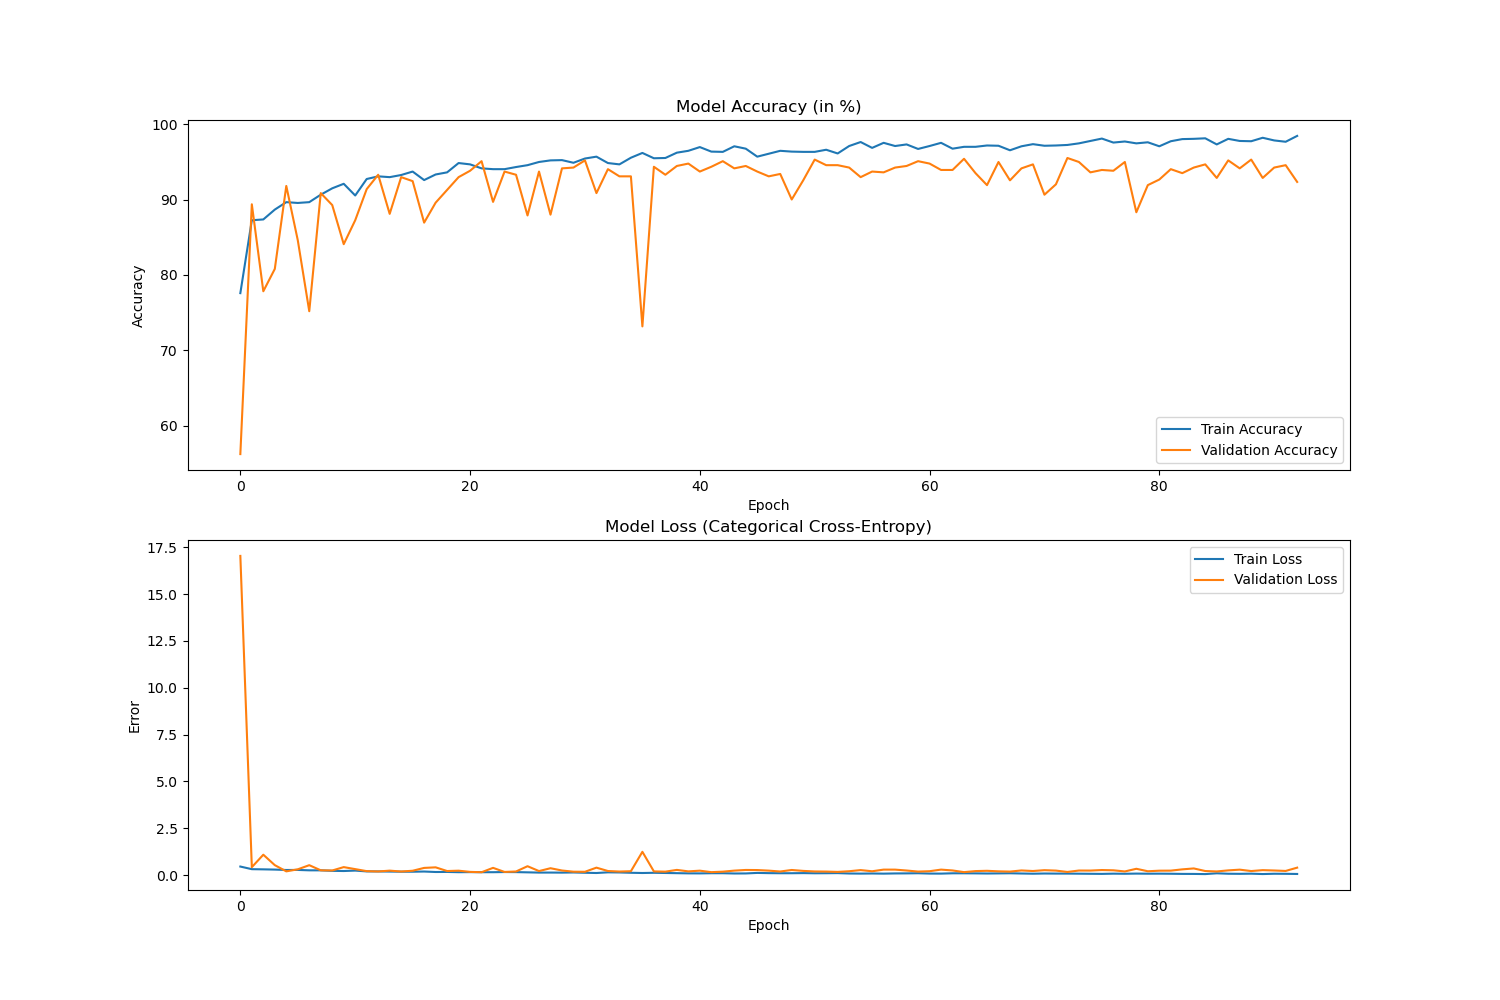 Model Accuracy (in %)
100
90
80
70
60
Accuracy
Train Accuracy
Validation Accuracy
0 20 40 60 80
Epoch
Model Loss (Categorical Cross-Entropy)
17.5
15.0
12.5
10.0
7.5
5.0
2.5
0.0
Error
Train Loss
Validation Loss
0 20 40 60 80
Epoch